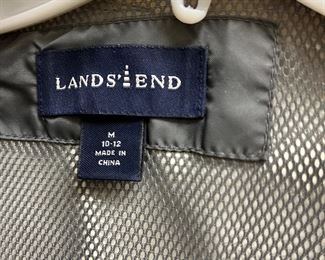 LANDS' END
M
10-12
MADE IN
CHINA